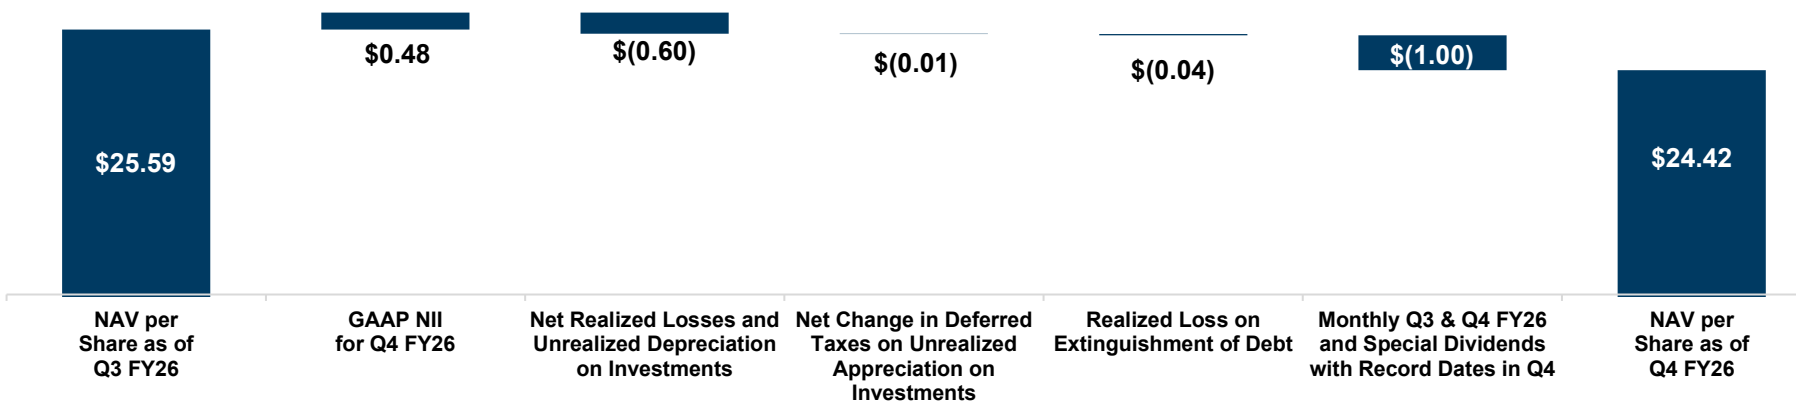 $25.59
$0.48
$(0.60)
$(0.01)
$(0.04)
$(1.00)
$24.42
NAV per
Share as of
Q3 FY26
GAAP NII
for Q4 FY26
Net Realized Losses and
Unrealized Depreciation
on Investments
Net Change in Deferred
Taxes on Unrealized
Appreciation on
Investments
Realized Loss on
Extinguishment of Debt
Monthly Q3 & Q4 FY26
and Special Dividends
with Record Dates in Q4
NAV per
Share as of
Q4 FY26